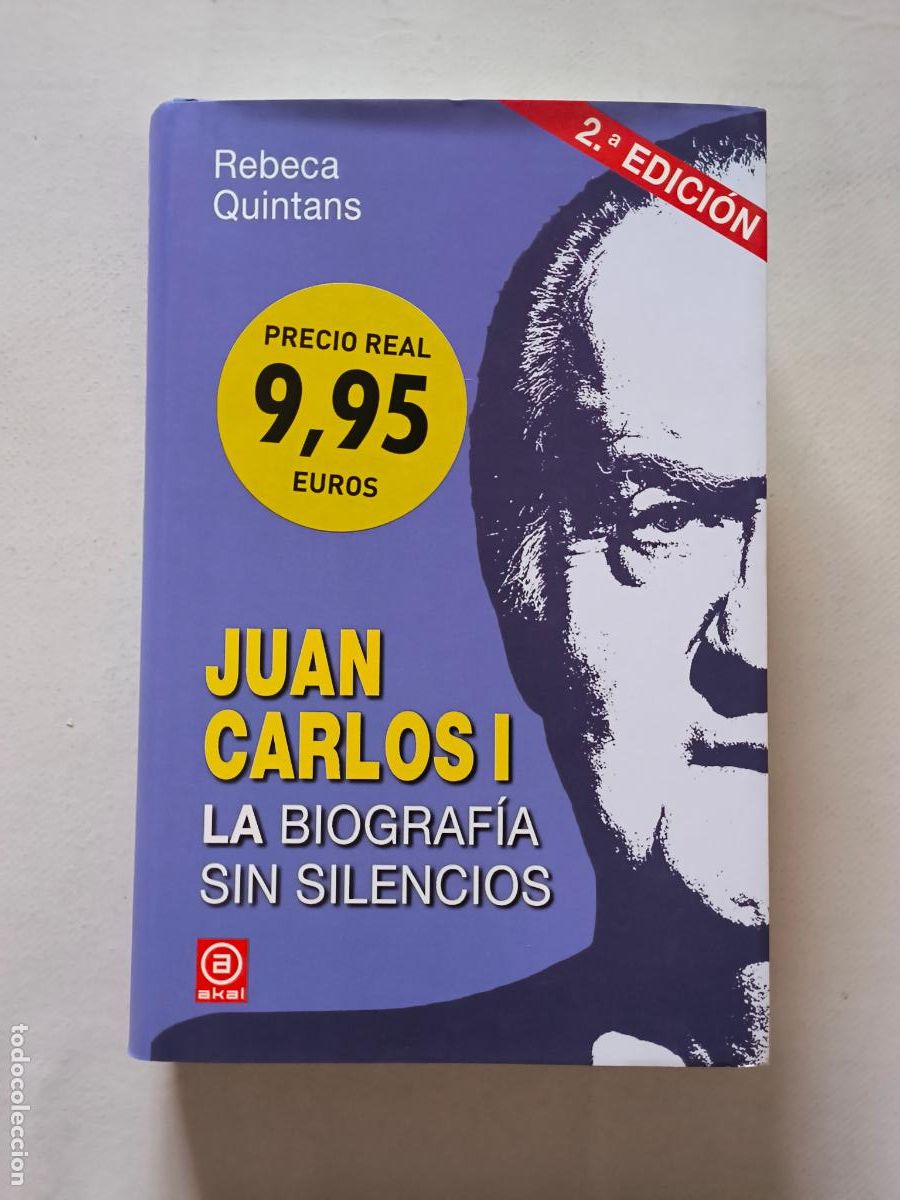 Rebeca
Quintans
2.ª EDICIÓN
PRECIO REAL
9,95
EUROS
JUAN
CARLOS I
LA BIOGRAFÍA
SIN SILENCIOS
a
akal
todocoleccion